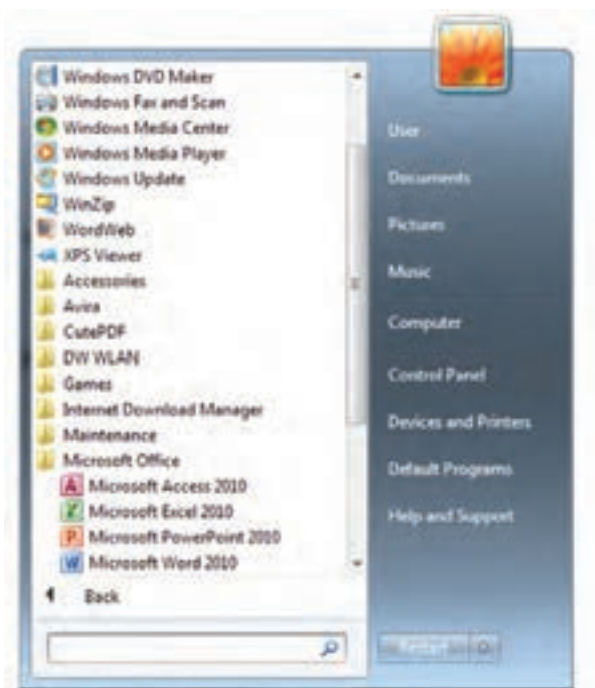 Windows DVD Maker
Windows Fax and Scan
Windows Media Center
Windows Media Player
Windows Update
WinZip
WordWeb
XPS Viewer
Accessories
Avira
CutePDF
DW WLAN
Games
Internet Download Manager
Maintenance
Microsoft Office
Microsoft Access 2010
Microsoft Excel 2010
Microsoft PowerPoint 2010
Microsoft Word 2010
Back
User
Documents
Pictures
Music
Computer
Control Panel
Devices and Printers
Default Programs
Help and Support
Restart